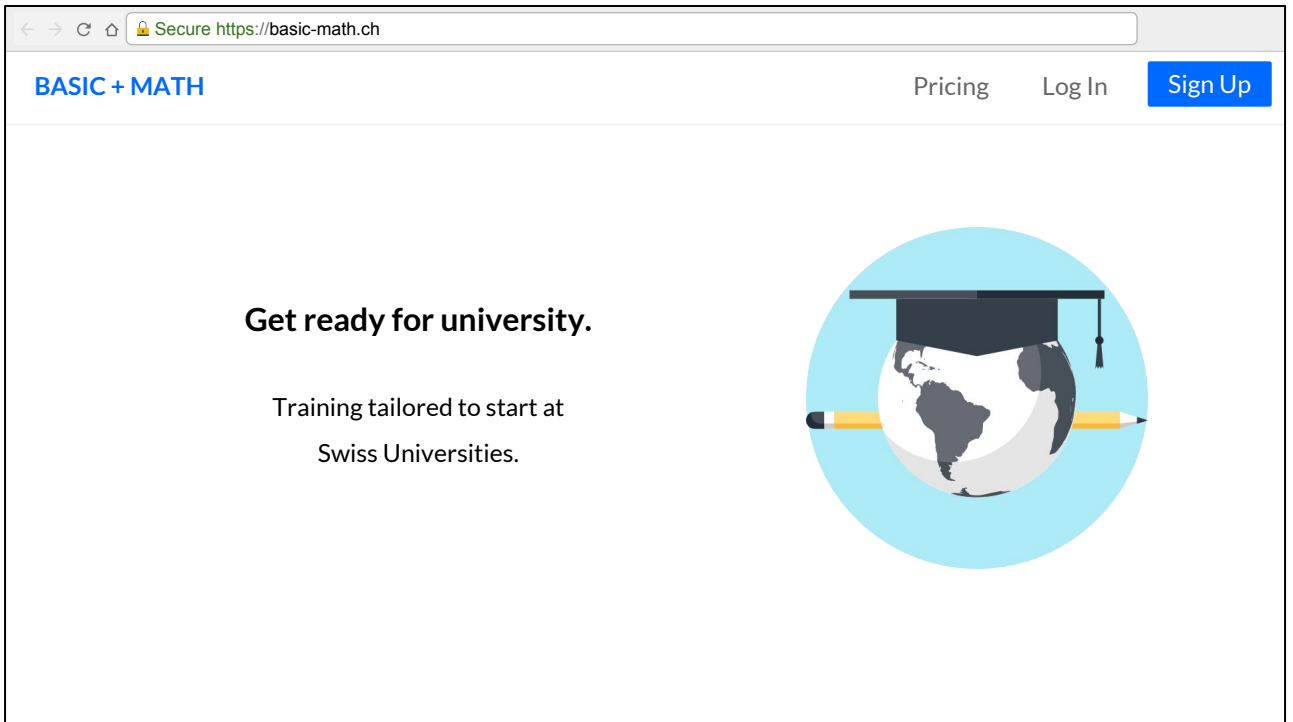 Secure https://basic-math.ch
BASIC + MATH
Pricing
Log In
Sign Up
Get ready for university.
Training tailored to start at
Swiss Universities.